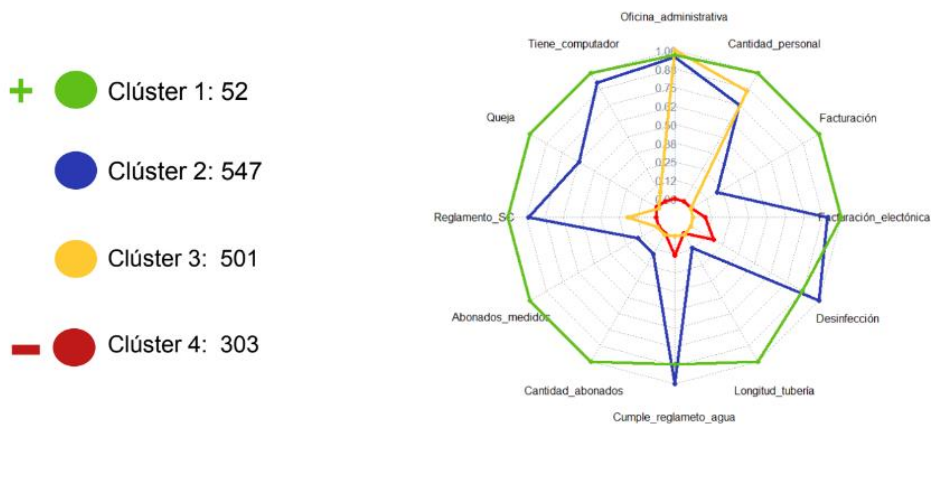 + Clúster 1: 52
Clúster 2: 547
Clúster 3: 501
− Clúster 4: 303
Oficina_administrativa
Tiene_computador
Cantidad_personal
1.00
0.88
0.75
0.62
0.50
0.38
0.25
0.12
Queja
Facturación
Reglamento_SC
Facturación_electónica
Abonados_medidos
Desinfección
Cantidad_abonados
Longitud_tubería
Cumple_reglameto_agua